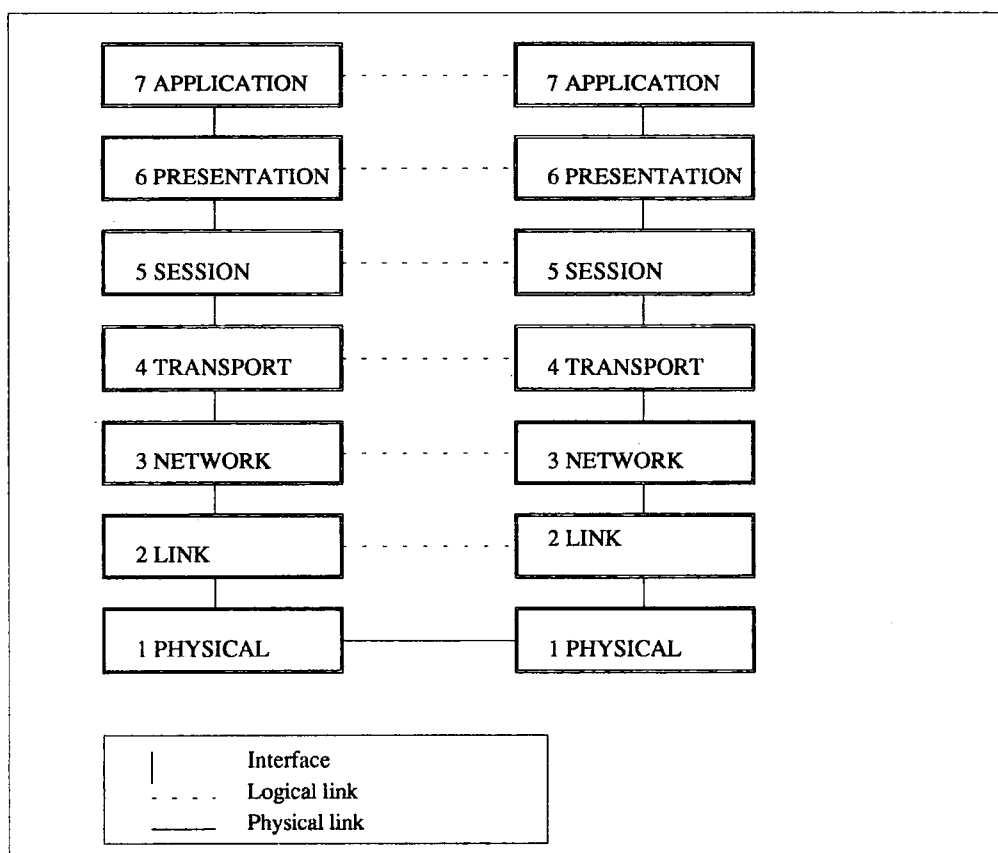 7 APPLICATION 7 APPLICATION
6 PRESENTATION 6 PRESENTATION
5 SESSION 5 SESSION
4 TRANSPORT 4 TRANSPORT
3 NETWORK 3 NETWORK
2 LINK 2 LINK
1 PHYSICAL 1 PHYSICAL
Interface
Logical link
Physical link